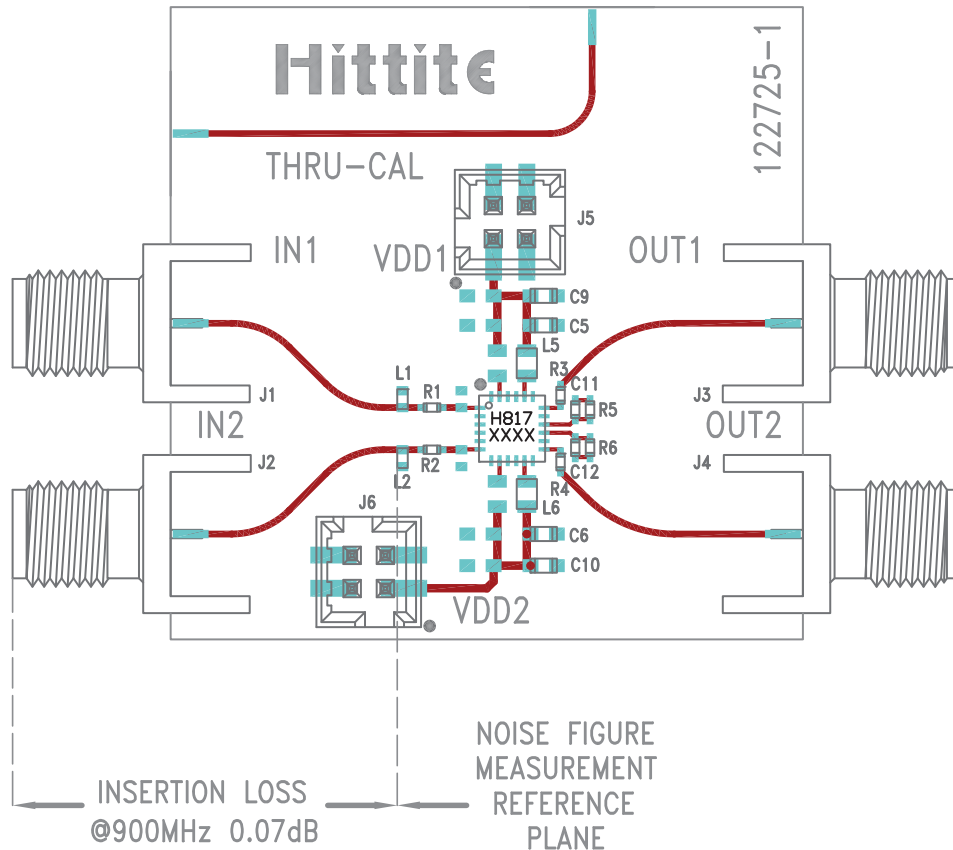 Hittite
122725-1
THRU-CAL
J5
IN1
VDD1
OUT1
C9
C5
L5
R3
C11
L1
R1
J1
J3
R5
H817
XXXX
IN2
OUT2
R6
J2
L2
R2
C12
J4
R4
L6
J6
C6
C10
VDD2
INSERTION LOSS
@900MHz 0.07dB
NOISE FIGURE
MEASUREMENT
REFERENCE
PLANE